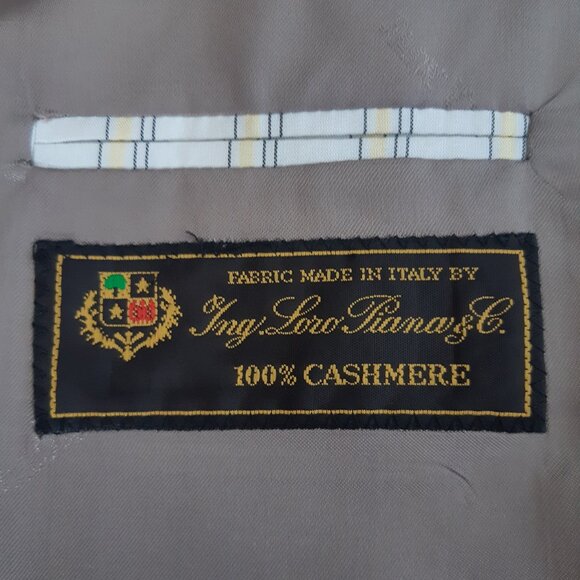 FABRIC MADE IN ITALY BY
Ing. Loro Piana & C.
100% CASHMERE